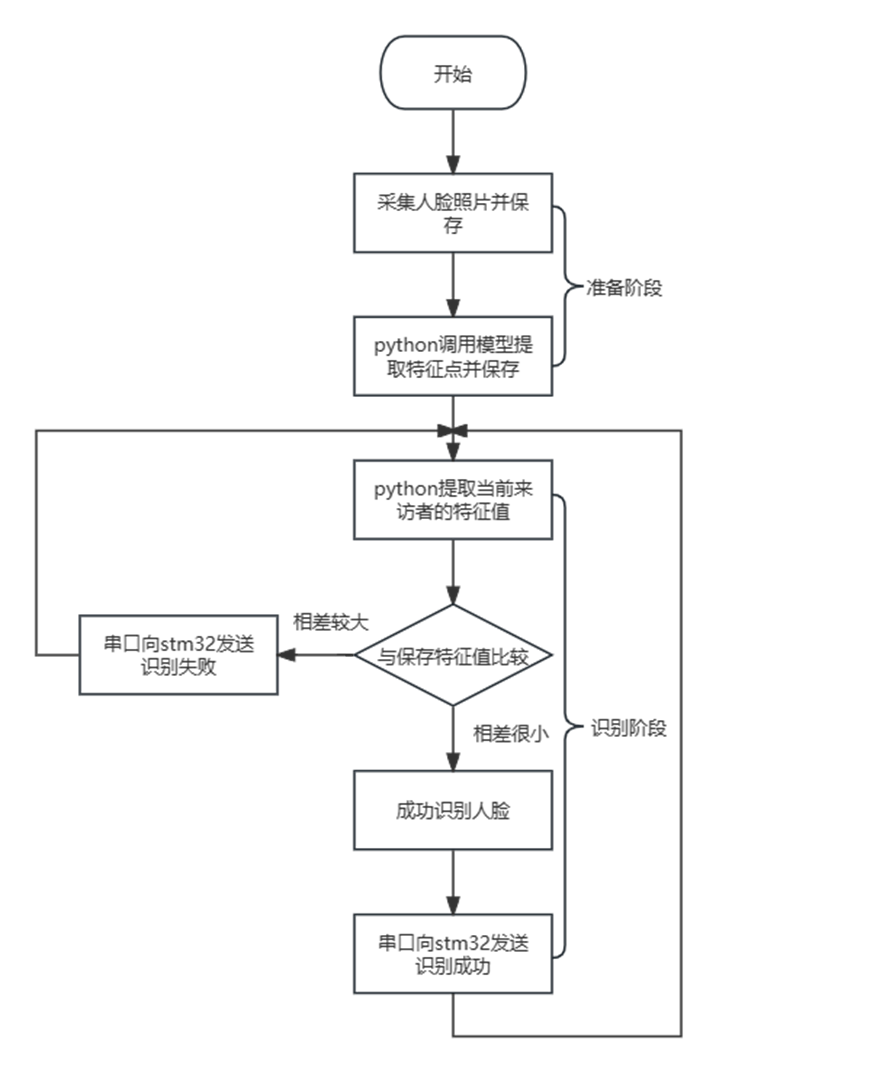 开始
采集人脸照片并保
存
准备阶段
python调用模型提
取特征点并保存
python提取当前来
访者的特征值
相差较大
串口向stm32发送
识别失败
与保存特征值比较
识别阶段
相差很小
成功识别人脸
串口向stm32发送
识别成功